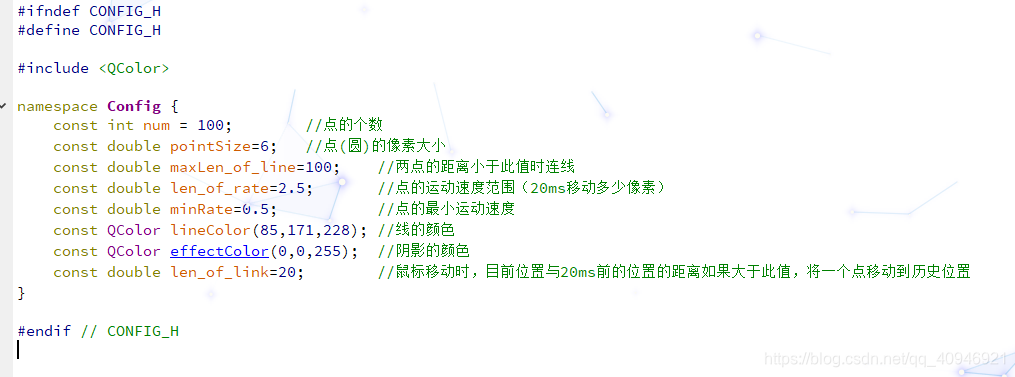 #ifndef CONFIG_H
#define CONFIG_H
#include <QColor>
namespace Config {
const int num = 100; //点的个数
const double pointSize=6; //点(圆)的像素大小
const double maxLen_of_line=100; //两点的距离小于此值时连线
const double len_of_rate=2.5; //点的运动速度范围（20ms移动多少像素）
const double minRate=0.5; //点的最小运动速度
const QColor lineColor(85,171,228); //线的颜色
const QColor effectColor(0,0,255); //阴影的颜色
const double len_of_link=20; //鼠标移动时，目前位置与20ms前的位置的距离如果大于此值，将一个点移动到历史位置
}
#endif // CONFIG_H
https://blog.csdn.net/qq_40946921